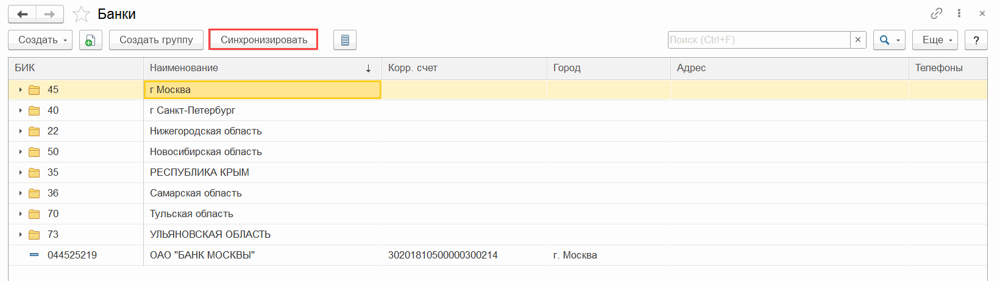 Банки
Создать Создать группу Синхронизировать Поиск (Ctrl+F) × Еще ?
БИК Наименование ↓ Корр. счет Город Адрес Телефоны
45 г Москва
40 г Санкт-Петербург
22 Нижегородская область
50 Новосибирская область
35 РЕСПУБЛИКА КРЫМ
36 Самарская область
70 Тульская область
73 УЛЬЯНОВСКАЯ ОБЛАСТЬ
044525219 ОАО "БАНК МОСКВЫ" 30201810500000300214 г. Москва